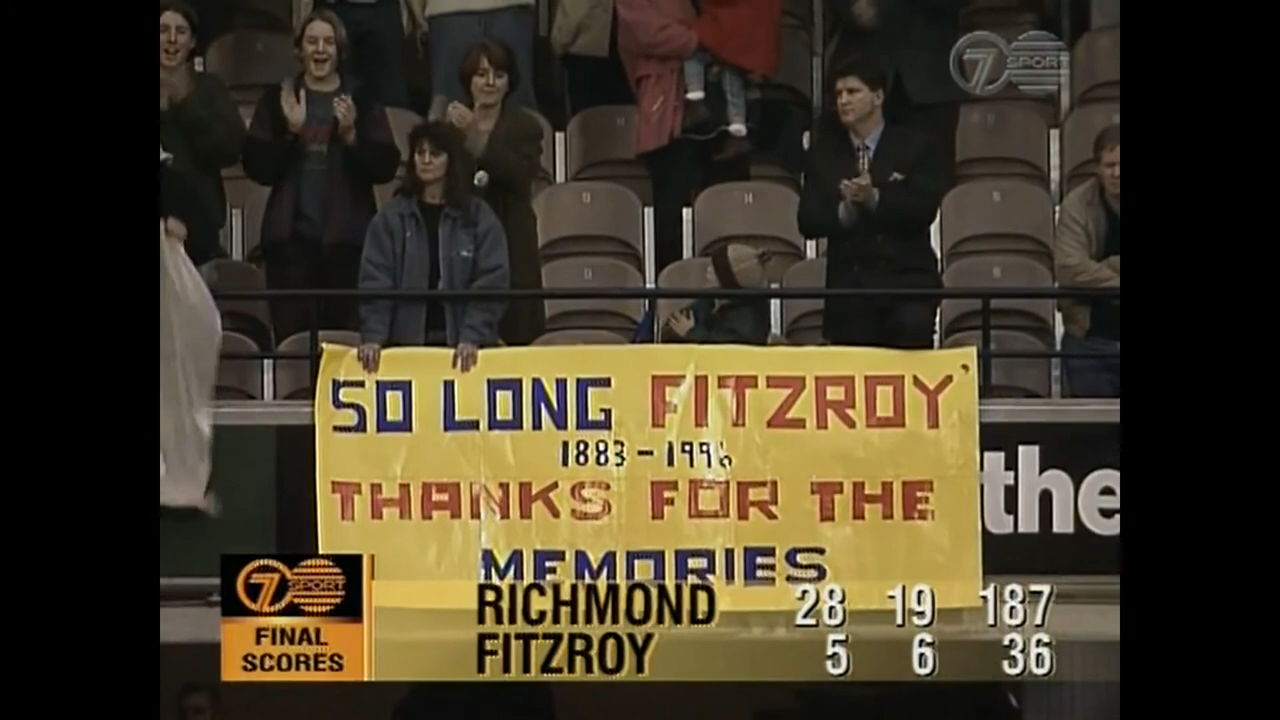 7 SPORT
SO LONG FITZROY
1883-1996
THANKS FOR THE
MEMORIES
the
7 SPORT
FINAL
SCORES
RICHMOND 28 19 187
FITZROY 5 6 36